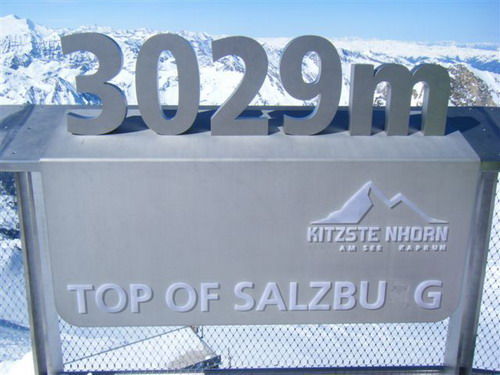 3029m
KITZSTE NHORN
AM SEE KAPRUN
TOP OF SALZBU G